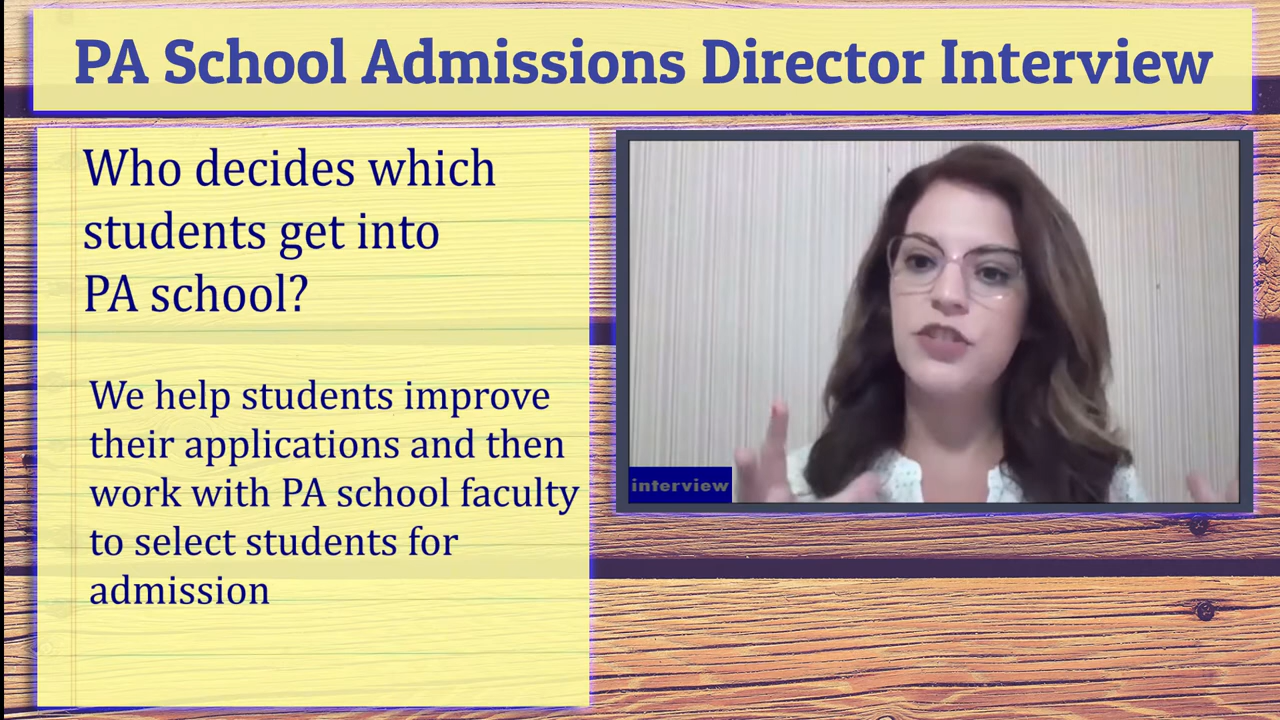 PA School Admissions Director Interview
Who decides which
students get into
PA school?
We help students improve
their applications and then
work with PA school faculty
to select students for
admission
interview